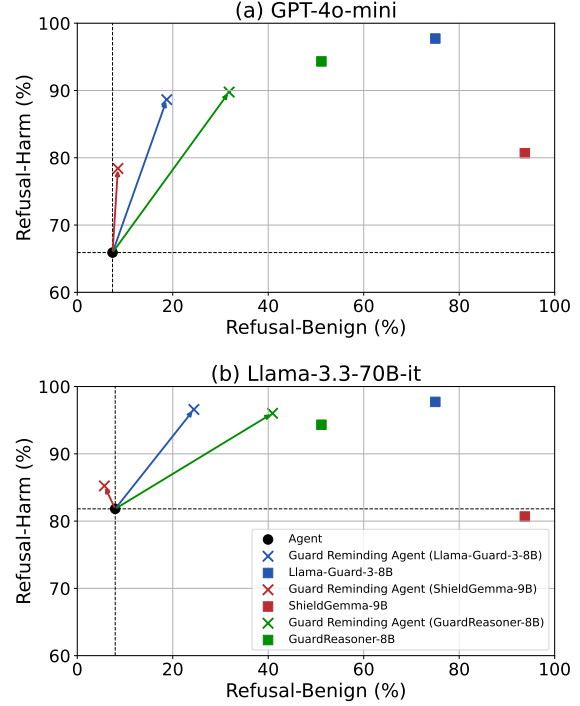 (a) GPT-4o-mini
100
90
80
70
60
Refusal-Harm (%)
0 20 40 60 80 100
Refusal-Benign (%)
(b) Llama-3.3-70B-it
100
90
80
70
60
Refusal-Harm (%)
Agent
Guard Reminding Agent (Llama-Guard-3-8B)
Llama-Guard-3-8B
Guard Reminding Agent (ShieldGemma-9B)
ShieldGemma-9B
Guard Reminding Agent (GuardReasoner-8B)
GuardReasoner-8B
0 20 40 60 80 100
Refusal-Benign (%)